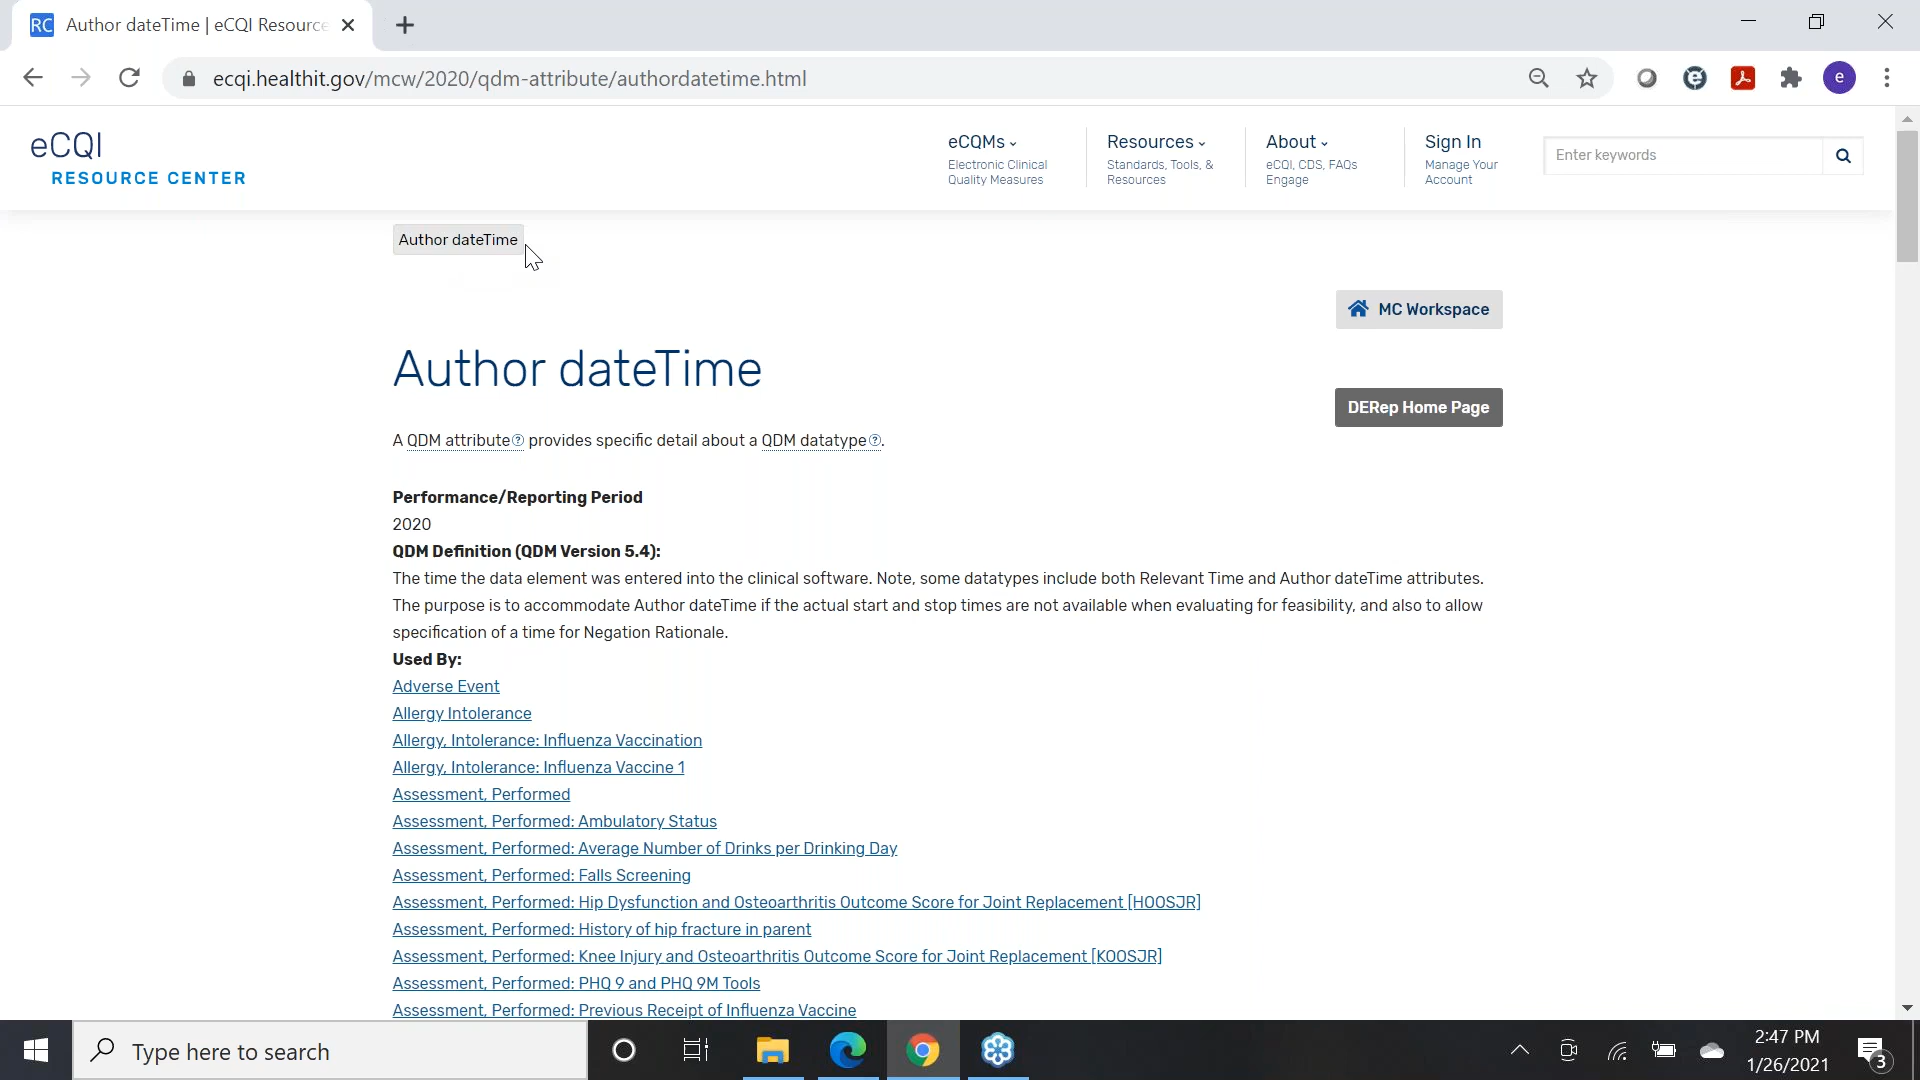 RC Author dateTime | eCQI Resource
ecqi.healthit.gov/mcw/2020/qdm-attribute/authordatetime.html
e
eCQI
RESOURCE CENTER
eCQMs
Electronic Clinical
Quality Measures
Resources
Standards, Tools, &
Resources
About
eCQI, CDS, FAQs
Engage
Sign In
Manage Your
Account
Enter keywords
Author dateTime
MC Workspace
Author dateTime
DERep Home Page
A QDM attribute provides specific detail about a QDM datatype.
Performance/Reporting Period
2020
QDM Definition (QDM Version 5.4):
The time the data element was entered into the clinical software. Note, some datatypes include both Relevant Time and Author dateTime attributes.
The purpose is to accommodate Author dateTime if the actual start and stop times are not available when evaluating for feasibility, and also to allow
specification of a time for Negation Rationale.
Used By:
Adverse Event
Allergy Intolerance
Allergy, Intolerance: Influenza Vaccination
Allergy, Intolerance: Influenza Vaccine 1
Assessment, Performed
Assessment, Performed: Ambulatory Status
Assessment, Performed: Average Number of Drinks per Drinking Day
Assessment, Performed: Falls Screening
Assessment, Performed: Hip Dysfunction and Osteoarthritis Outcome Score for Joint Replacement [HOOSJR]
Assessment, Performed: History of hip fracture in parent
Assessment, Performed: Knee Injury and Osteoarthritis Outcome Score for Joint Replacement [KOOSJR]
Assessment, Performed: PHQ 9 and PHQ 9M Tools
Assessment, Performed: Previous Receipt of Influenza Vaccine
Type here to search
2:47 PM
1/26/2021
3